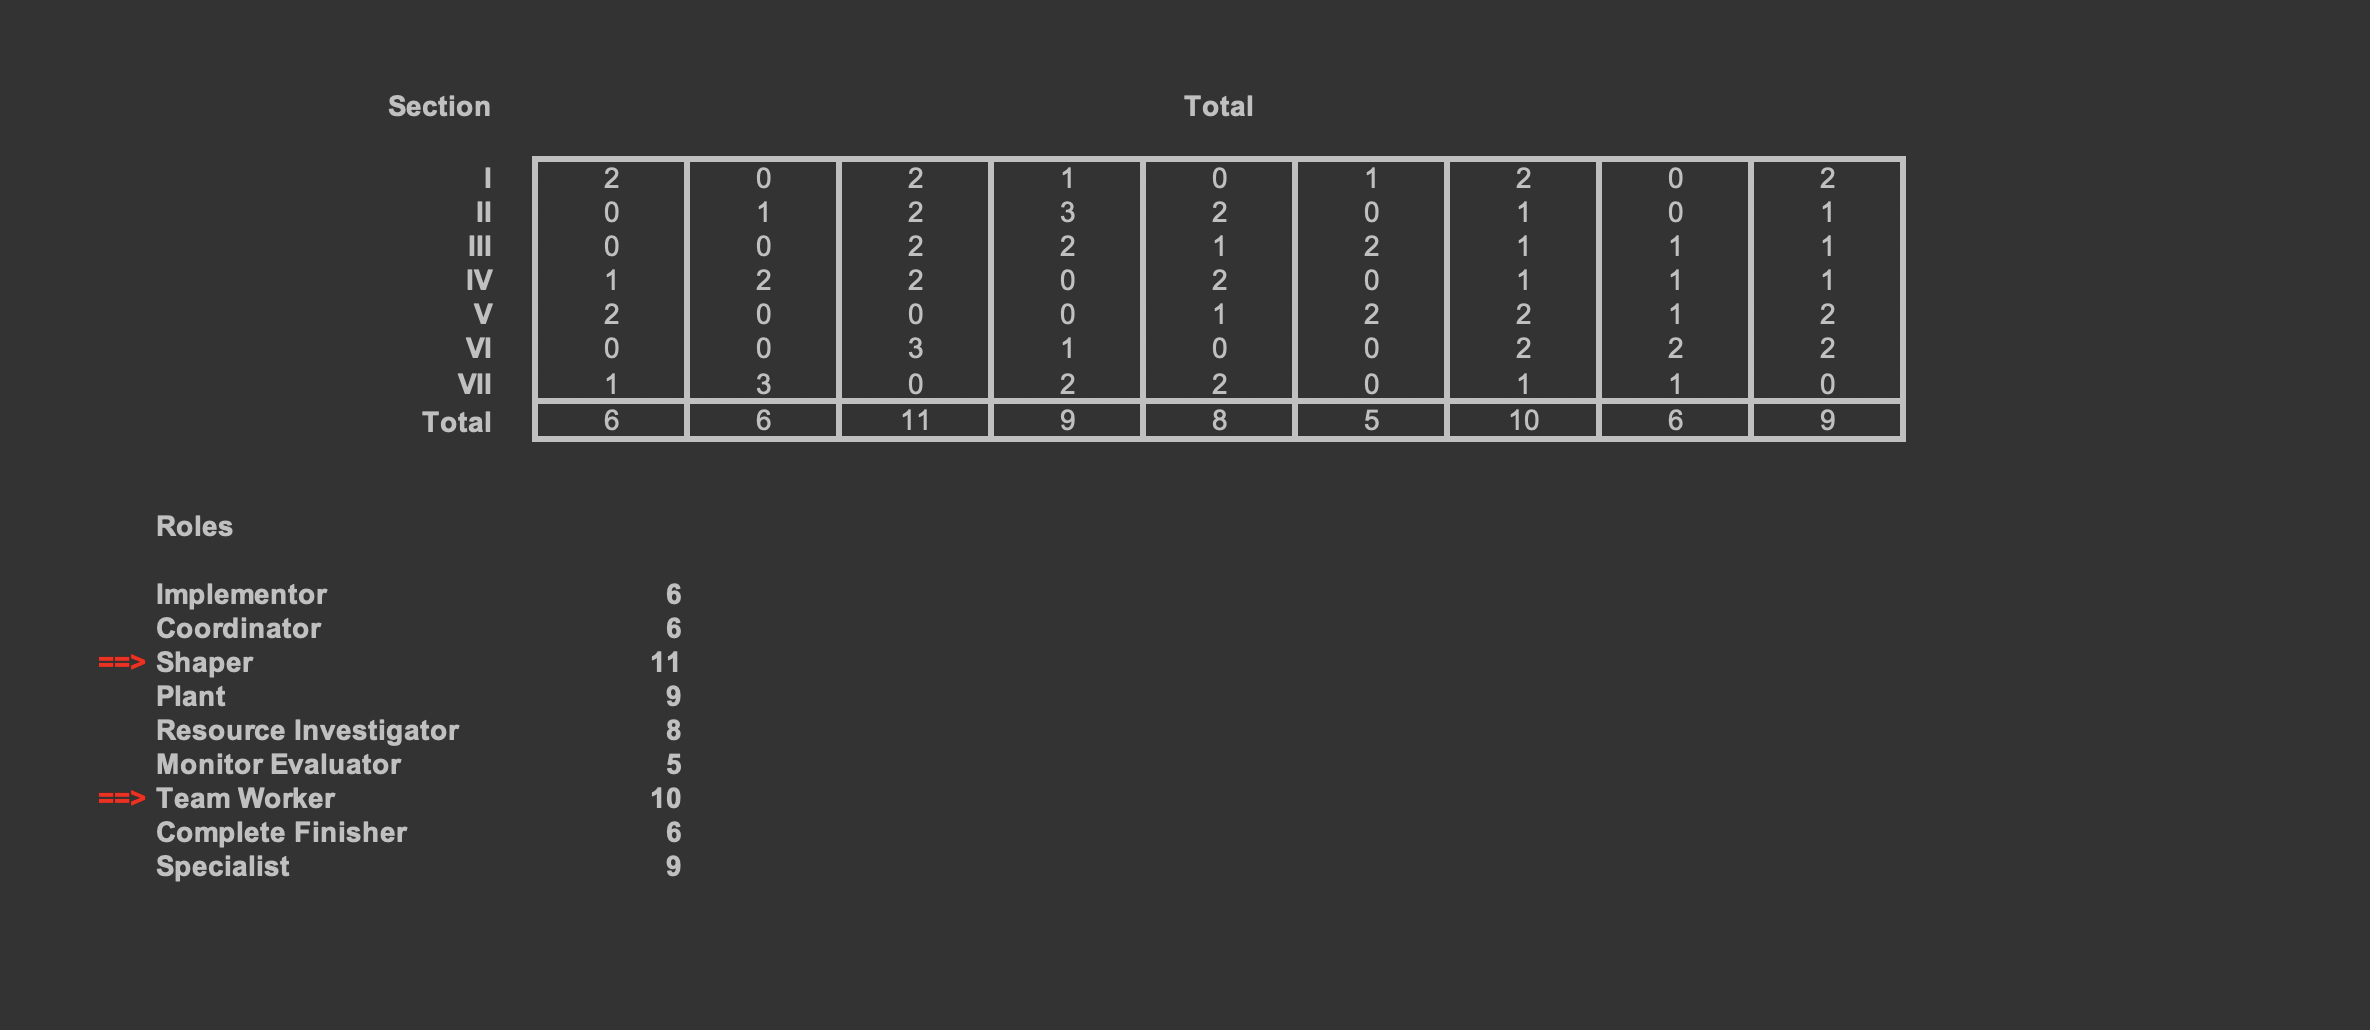 Section Total
I 2 0 2 1 0 1 2 0 2
II 0 1 2 3 2 0 1 0 1
III 0 0 2 2 1 2 1 1 1
IV 1 2 2 0 2 0 1 1 1
V 2 0 0 0 1 2 2 1 2
VI 0 0 3 1 0 0 2 2 2
VII 1 3 0 2 2 0 1 1 0
Total 6 6 11 9 8 5 10 6 9
Roles
Implementor 6
Coordinator 6
==> Shaper 11
Plant 9
Resource Investigator 8
Monitor Evaluator 5
==> Team Worker 10
Complete Finisher 6
Specialist 9